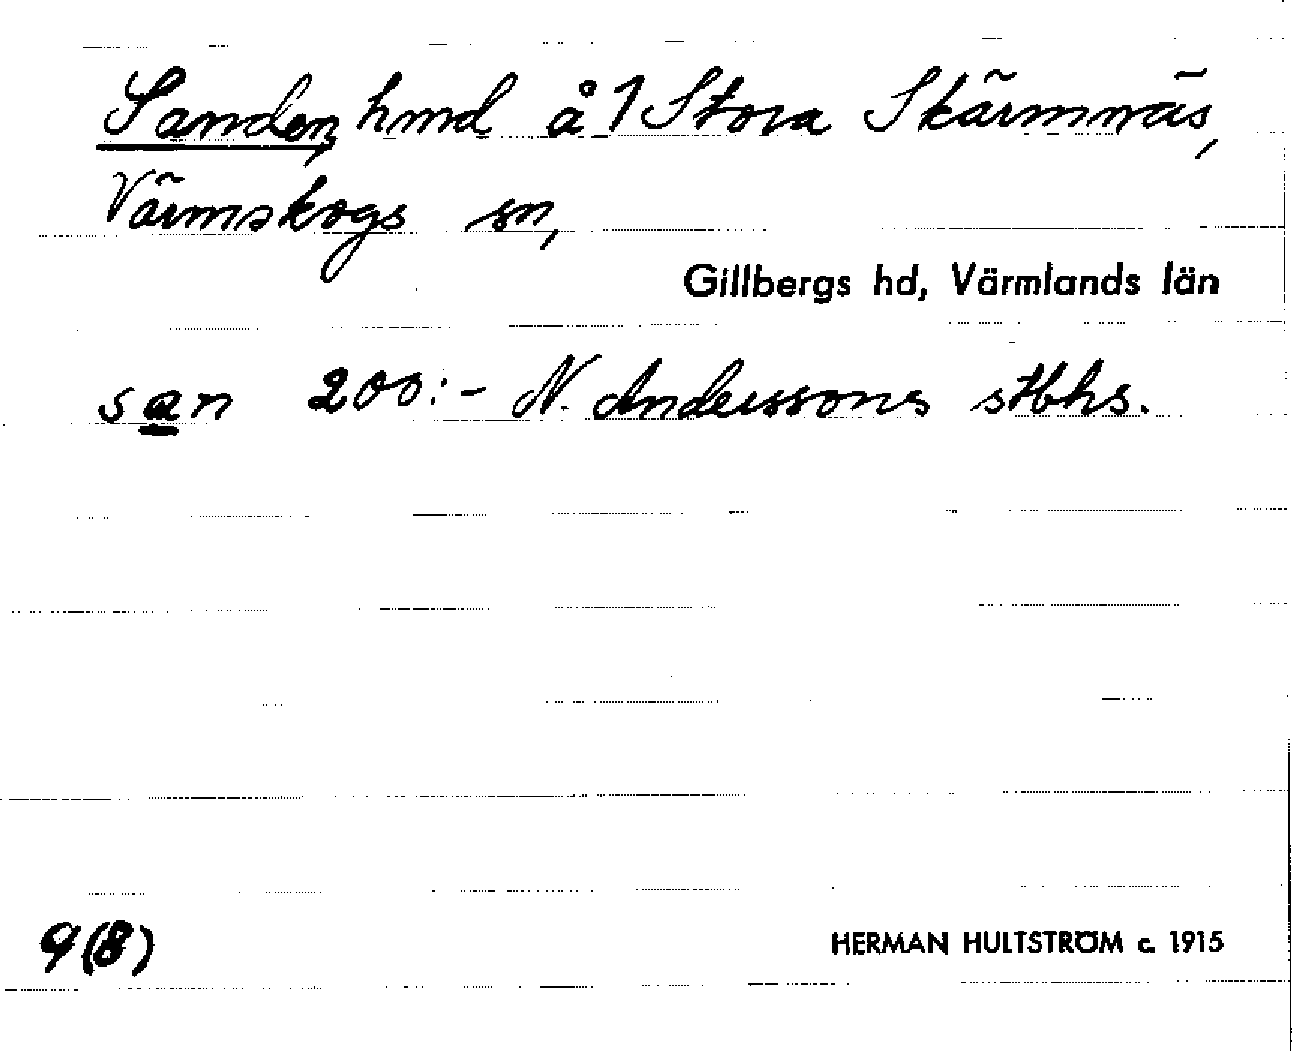 Sanden, hmd å 1 Stora Skärmnäs,
Värmskogs sn,
Gillbergs hd, Värmlands län
san 200:- N. Anderssons stbhs.
9(8)
HERMAN HULTSTRÖM c. 1915